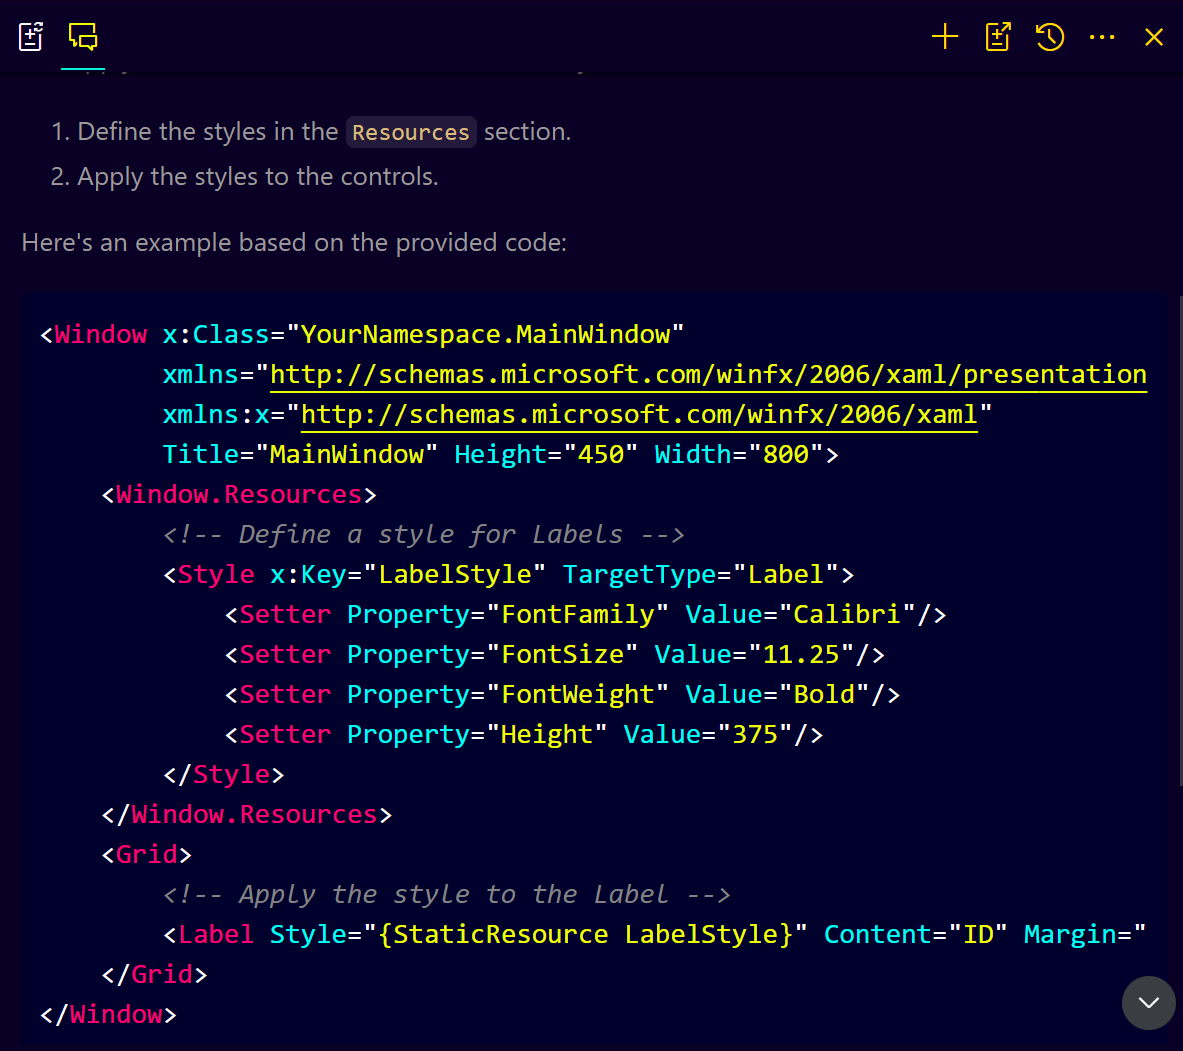 1. Define the styles in the Resources section.
2. Apply the styles to the controls.
Here's an example based on the provided code:
<Window x:Class="YourNamespace.MainWindow"
xmlns="http://schemas.microsoft.com/winfx/2006/xaml/presentation
xmlns:x="http://schemas.microsoft.com/winfx/2006/xaml"
Title="MainWindow" Height="450" Width="800">
<Window.Resources>
<!-- Define a style for Labels -->
<Style x:Key="LabelStyle" TargetType="Label">
<Setter Property="FontFamily" Value="Calibri"/>
<Setter Property="FontSize" Value="11.25"/>
<Setter Property="FontWeight" Value="Bold"/>
<Setter Property="Height" Value="375"/>
</Style>
</Window.Resources>
<Grid>
<!-- Apply the style to the Label -->
<Label Style="{StaticResource LabelStyle}" Content="ID" Margin="
</Grid>
</Window>